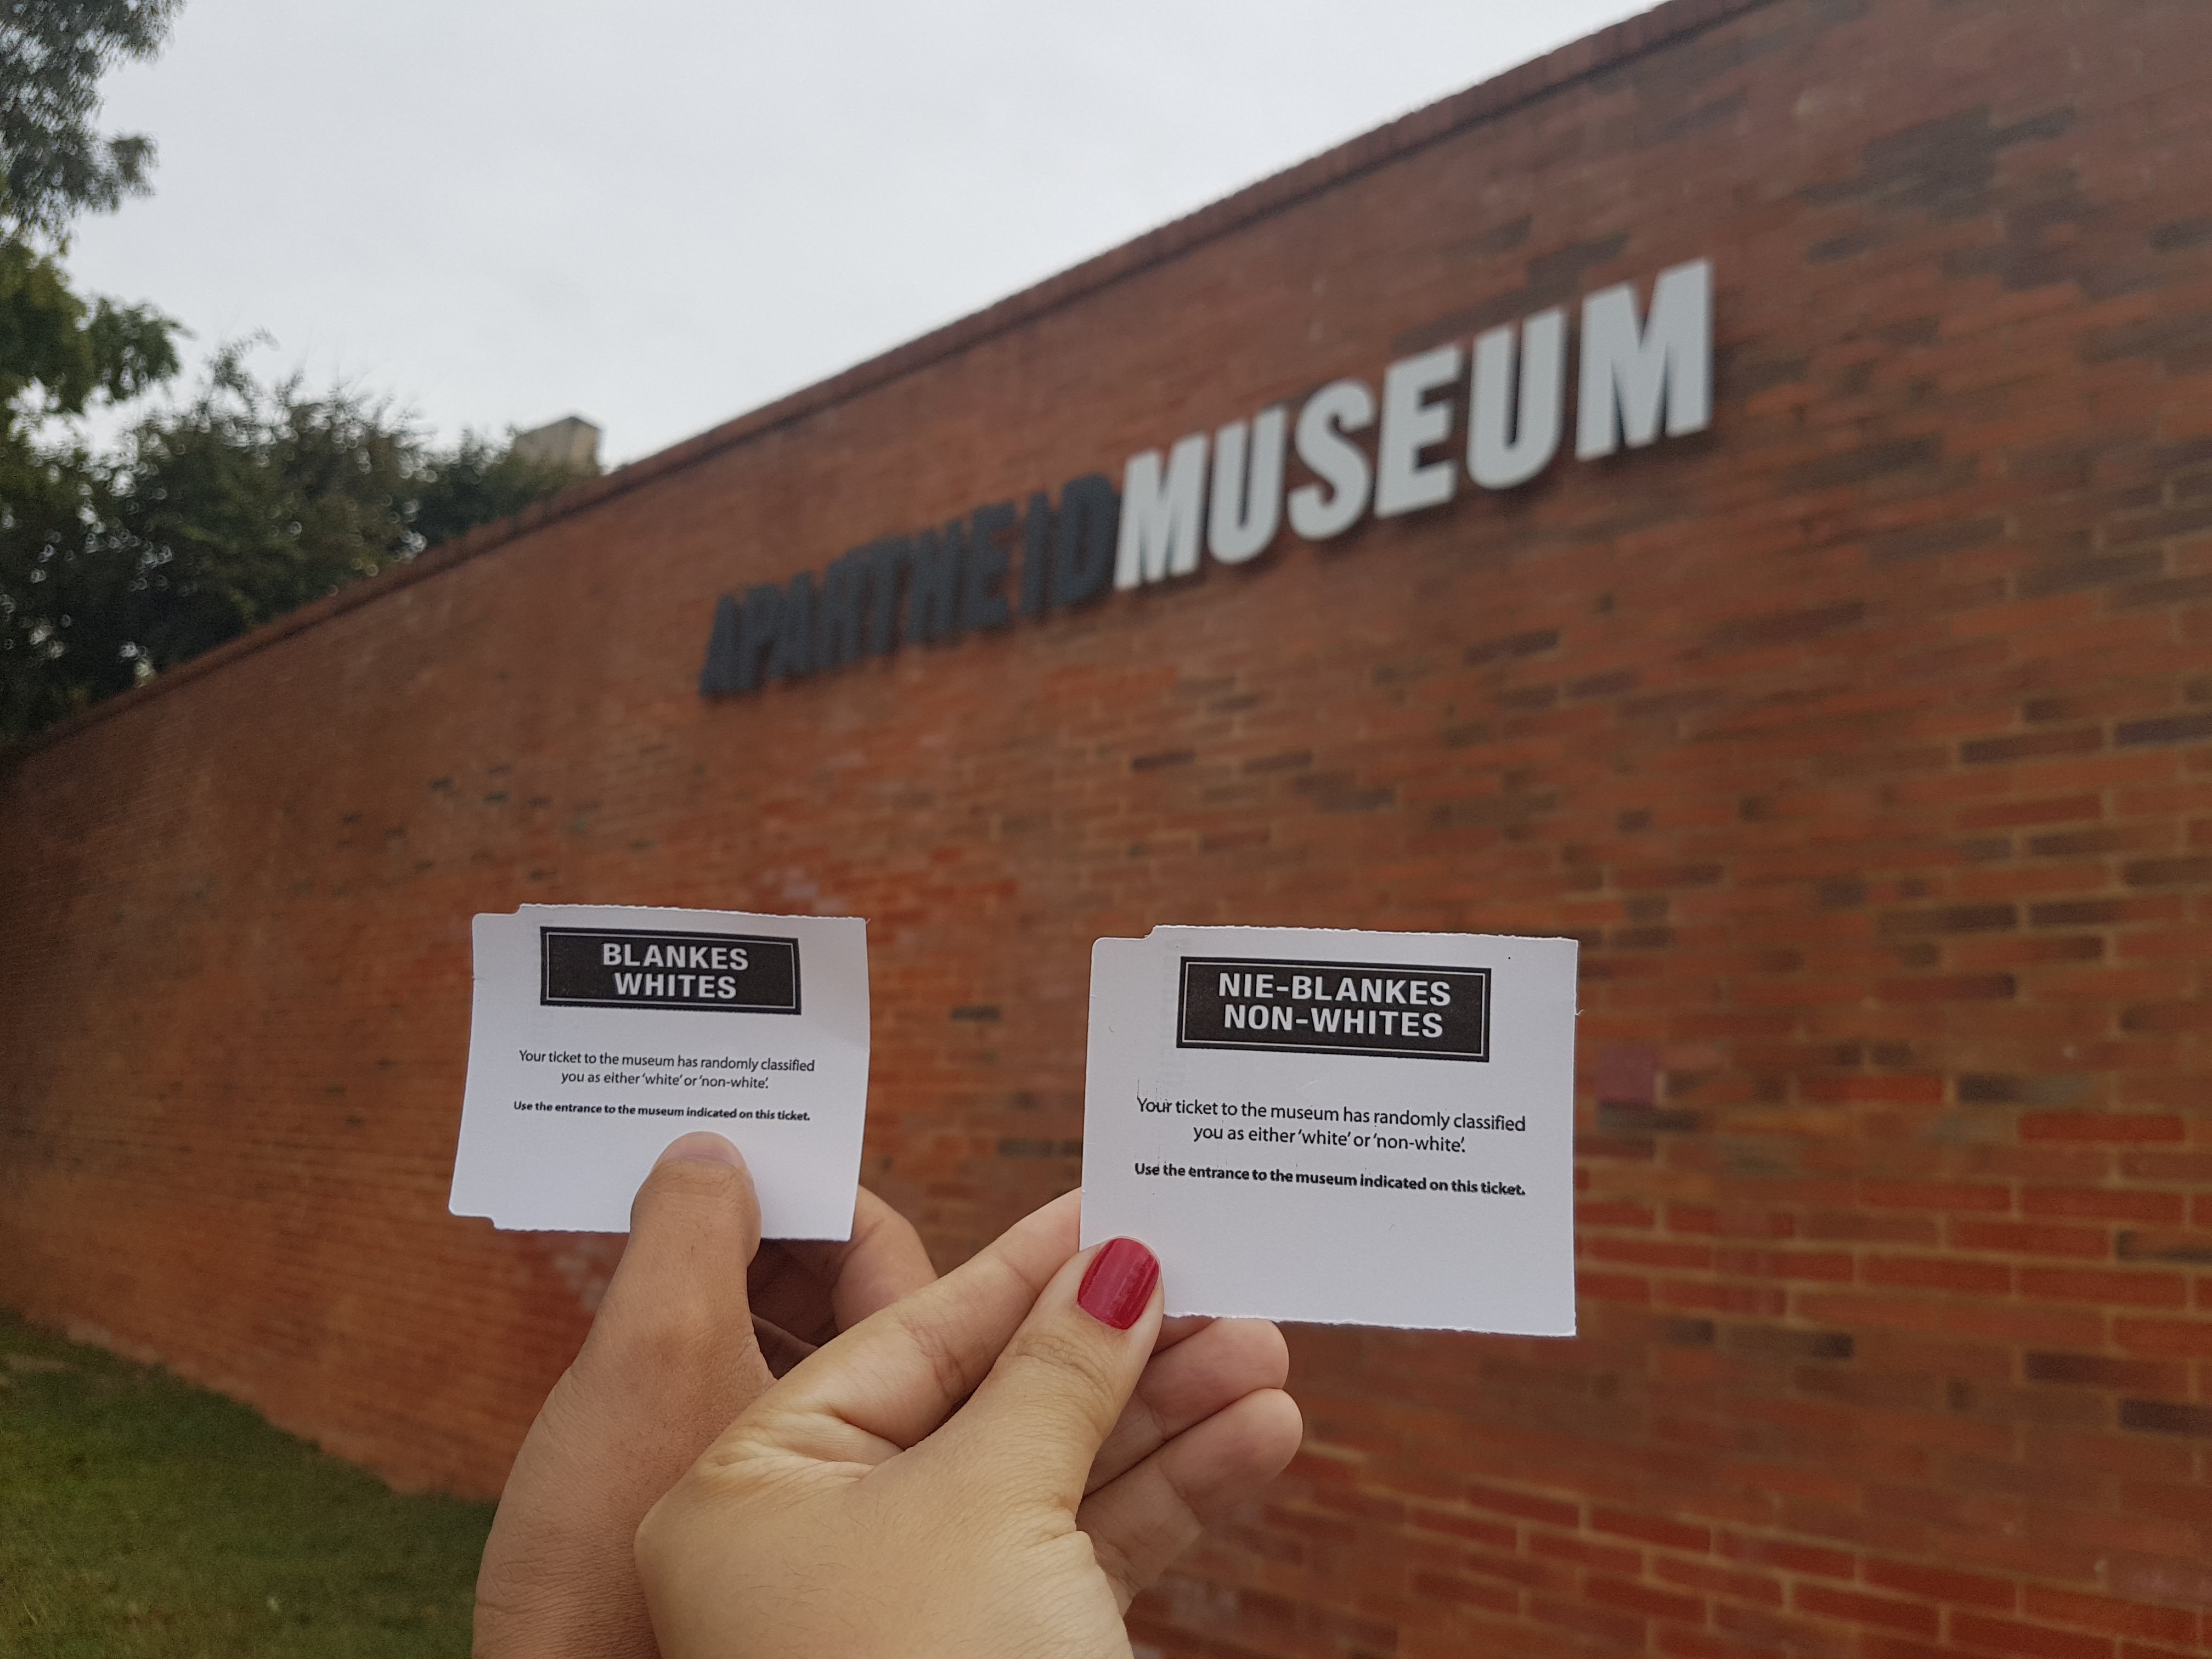 APARTHEIDMUSEUM
BLANKES
WHITES
Your ticket to the museum has randomly classified
you as either ‘white’ or ‘non-white’.
Use the entrance to the museum indicated on this ticket.
NIE-BLANKES
NON-WHITES
Your ticket to the museum has randomly classified
you as either ‘white’ or ‘non-white’.
Use the entrance to the museum indicated on this ticket.